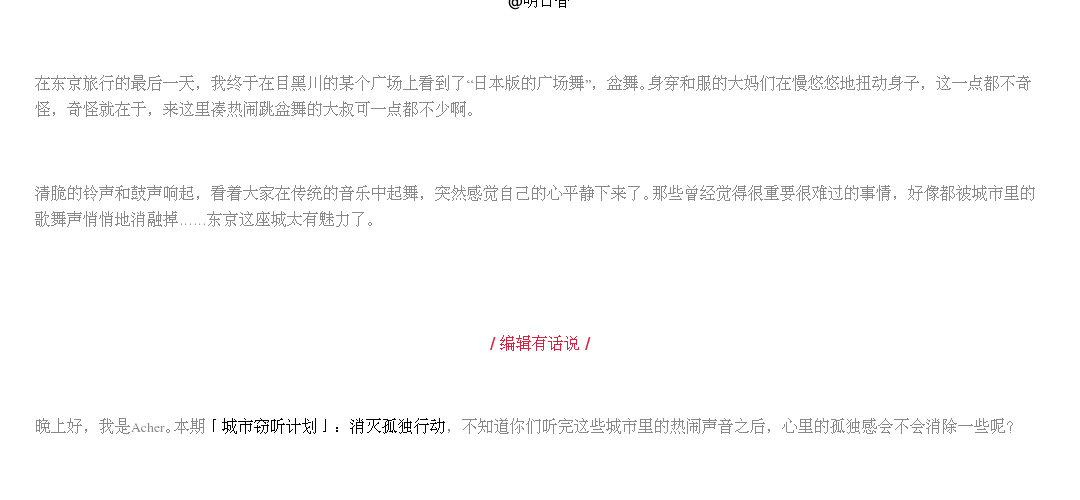 @明日香
在东京旅行的最后一天，我终于在目黑川的某个广场上看到了“日本版的广场舞”，盆舞。身穿和服的大妈们在慢悠悠地扭动身子，这一点都不奇
怪，奇怪就在于，来这里凑热闹跳盆舞的大叔可一点都不少啊。
清脆的铃声和鼓声响起，看着大家在传统的音乐中起舞，突然感觉自己的心平静下来了。那些曾经觉得很重要很难过的事情，好像都被城市里的
歌舞声悄悄地消融掉……东京这座城太有魅力了。
/ 编辑有话说 /
晚上好，我是Acher。本期「城市窃听计划」：消灭孤独行动，不知道你们听完这些城市里的热闹声音之后，心里的孤独感会不会消除一些呢？